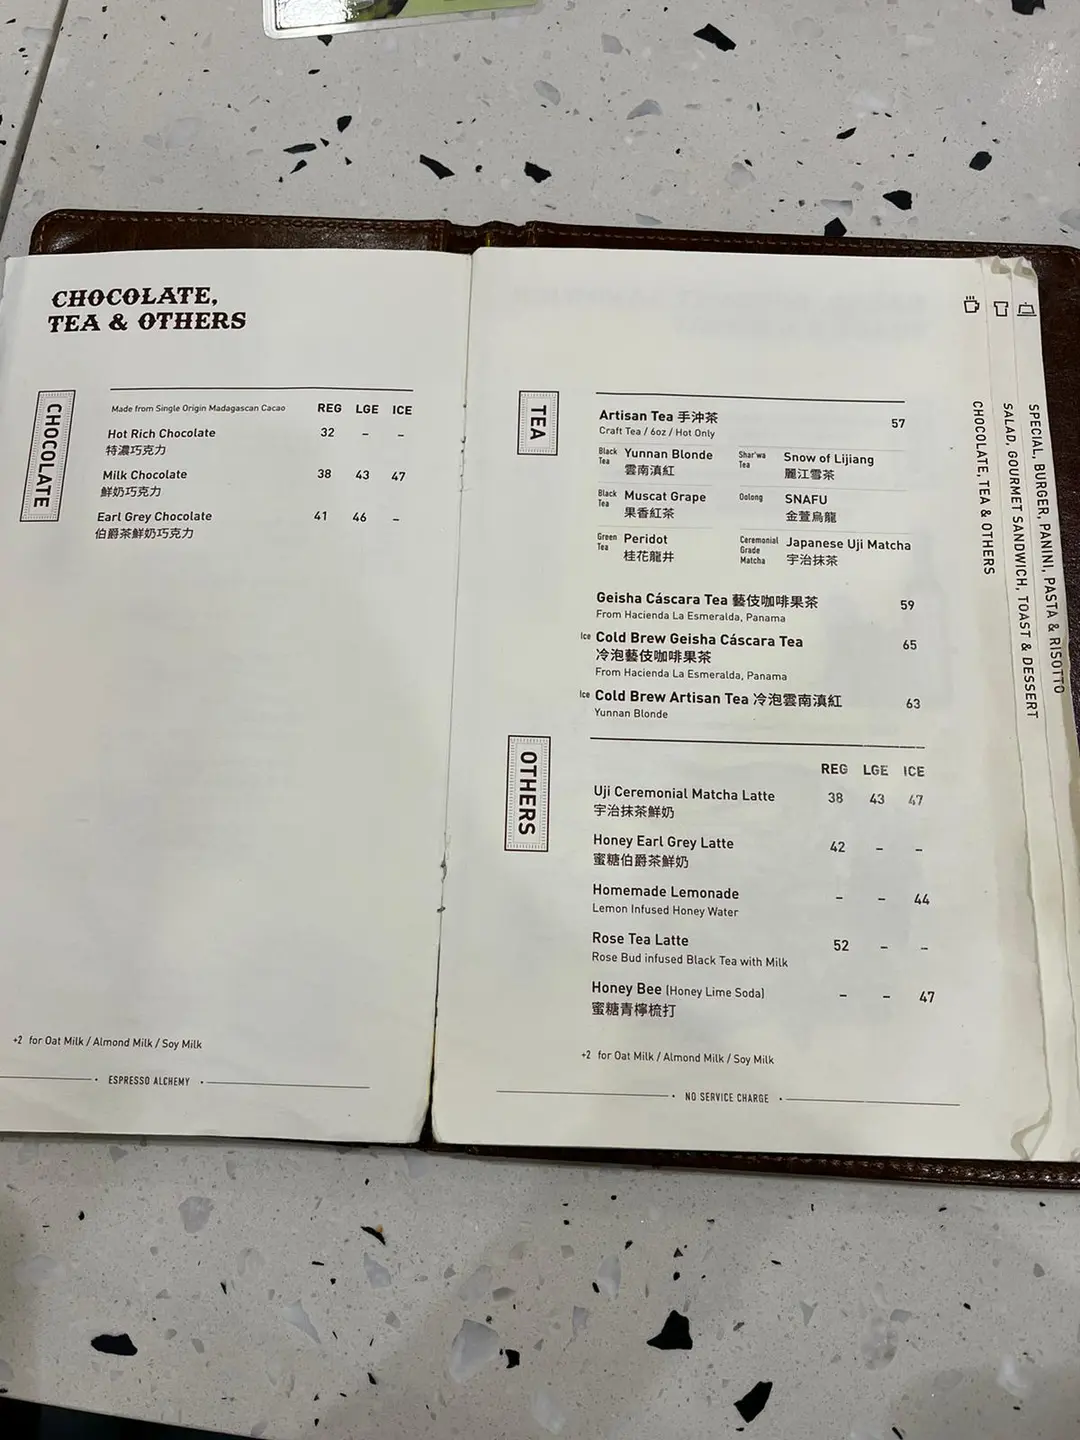 CHOCOLATE,
TEA & OTHERS
CHOCOLATE
Made from Single Origin Madagascan Cacao REG LGE ICE
Hot Rich Chocolate 32 – –
特濃巧克力
Milk Chocolate 38 43 47
鮮奶巧克力
Earl Grey Chocolate 41 46 –
伯爵茶鮮奶巧克力
+2 for Oat Milk / Almond Milk / Soy Milk
ESPRESSO ALCHEMY
TEA
Artisan Tea 手沖茶 57
Craft Tea / 6oz / Hot Only
Black Tea Yunnan Blonde
雲南滇紅
Shar'wa Tea Snow of Lijiang
麗江雪茶
Black Tea Muscat Grape
果香紅茶
Oolong SNAFU
金萱烏龍
Green Tea Peridot
桂花龍井
Ceremonial Grade Matcha Japanese Uji Matcha
宇治抹茶
Geisha Cáscara Tea 藝伎咖啡果茶 59
From Hacienda La Esmeralda, Panama
Ice Cold Brew Geisha Cáscara Tea 65
冷泡藝伎咖啡果茶
From Hacienda La Esmeralda, Panama
Ice Cold Brew Artisan Tea 冷泡雲南滇紅 63
Yunnan Blonde
OTHERS
REG LGE ICE
Uji Ceremonial Matcha Latte 38 43 47
宇治抹茶鮮奶
Honey Earl Grey Latte 42 – –
蜜糖伯爵茶鮮奶
Homemade Lemonade – – 44
Lemon Infused Honey Water
Rose Tea Latte 52 – –
Rose Bud infused Black Tea with Milk
Honey Bee (Honey Lime Soda) – – 47
蜜糖青檸梳打
+2 for Oat Milk / Almond Milk / Soy Milk
NO SERVICE CHARGE
CHOCOLATE, TEA & OTHERS
SALAD, GOURMET SANDWICH, TOAST & DESSERT
SPECIAL, BURGER, PANINI, PASTA & RISOTTO